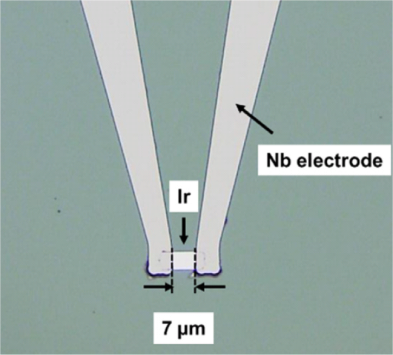 Nb electrode
Ir
7 μm